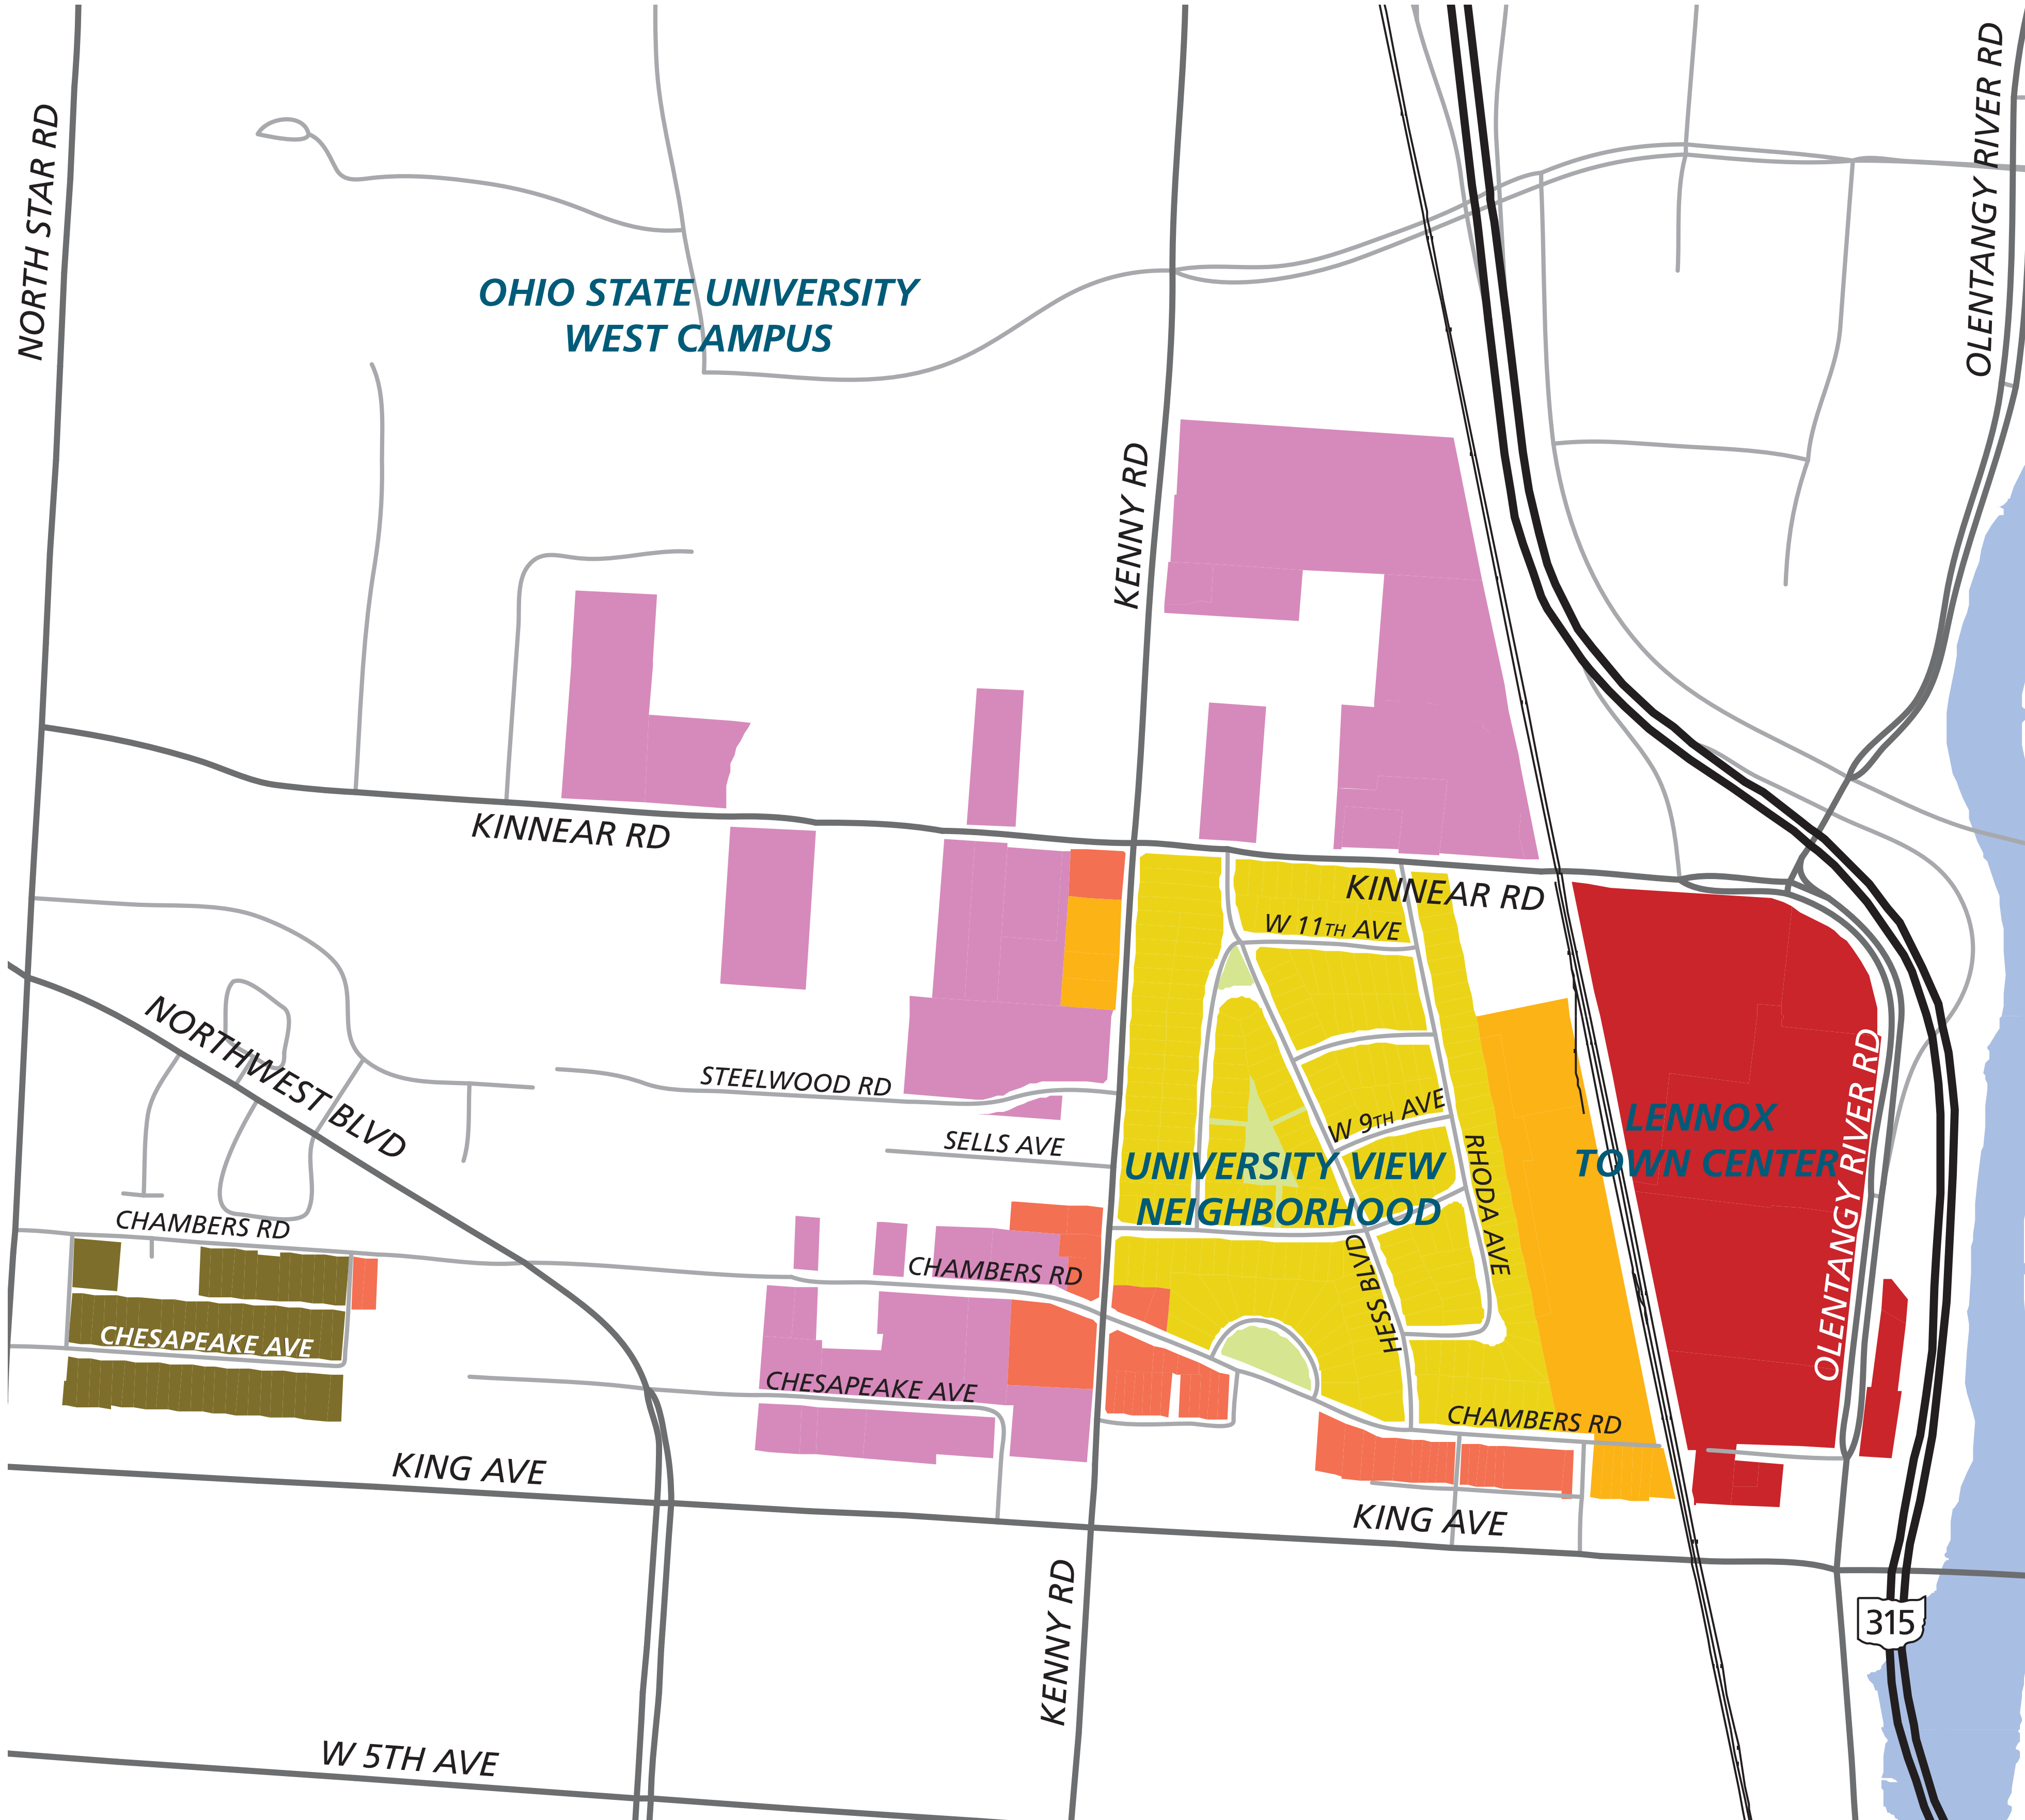 NORTH STAR RD
OLENTANGY RIVER RD
OHIO STATE UNIVERSITY
WEST CAMPUS
KENNY RD
KINNEAR RD
KINNEAR RD
W 11TH AVE
NORTHWEST BLVD
STEELWOOD RD
SELLS AVE
W 9TH AVE
RHODA AVE
LENNOX
TOWN CENTER
UNIVERSITY VIEW
NEIGHBORHOOD
OLENTANGY RIVER RD
CHAMBERS RD
CHAMBERS RD
HESS BLVD
CHESAPEAKE AVE
CHESAPEAKE AVE
CHAMBERS RD
KING AVE
KING AVE
KENNY RD
315
W 5TH AVE